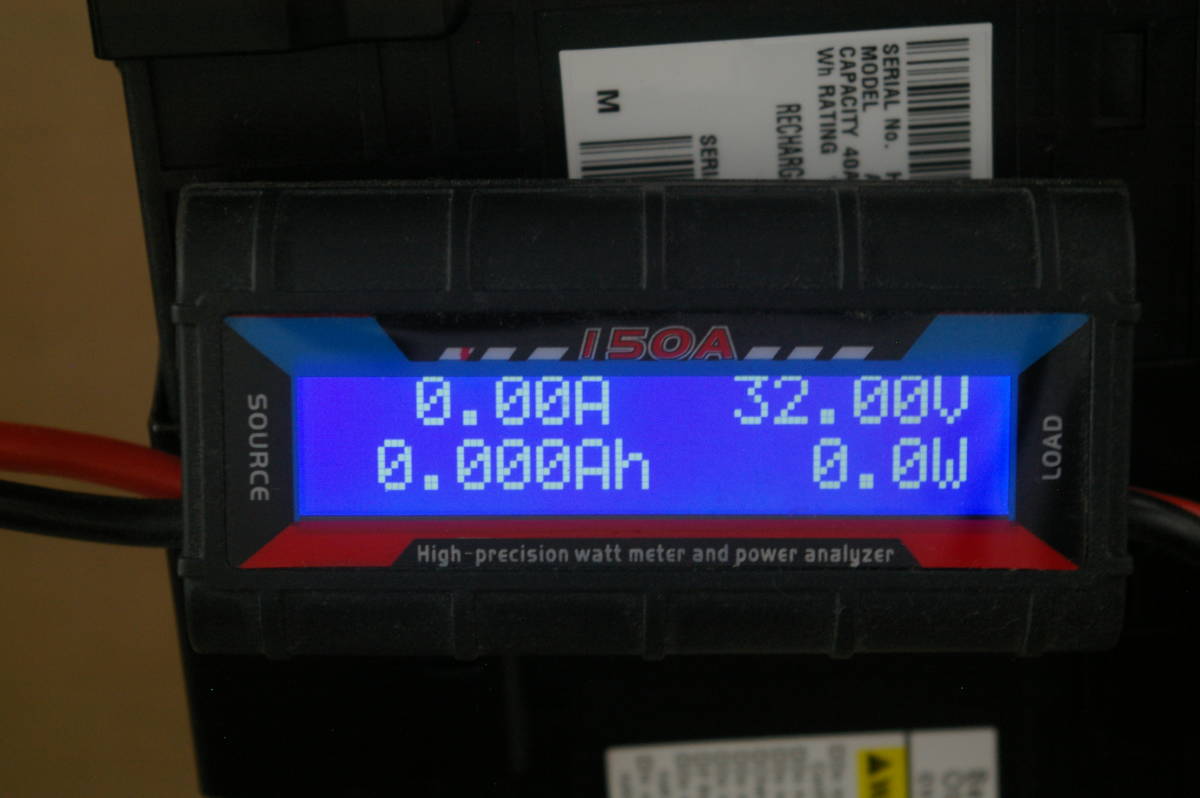 SERIAL No.
MODEL
CAPACITY
Wh RATING
M
150A
SOURCE
0.00A 32.00V
0.000Ah 0.0W
LOAD
High-precision watt meter and power analyzer